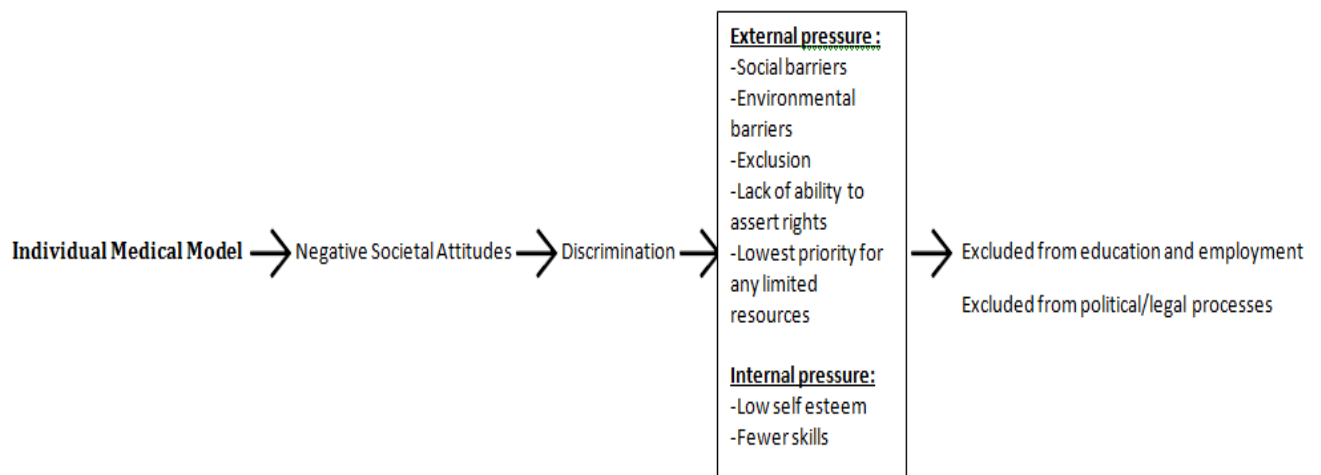 Individual Medical Model
Negative Societal Attitudes
Discrimination
External pressure :
-Social barriers
-Environmental
barriers
-Exclusion
-Lack of ability to
assert rights
-Lowest priority for
any limited
resources
Internal pressure:
-Low self esteem
-Fewer skills
Excluded from education and employment
Excluded from political/legal processes